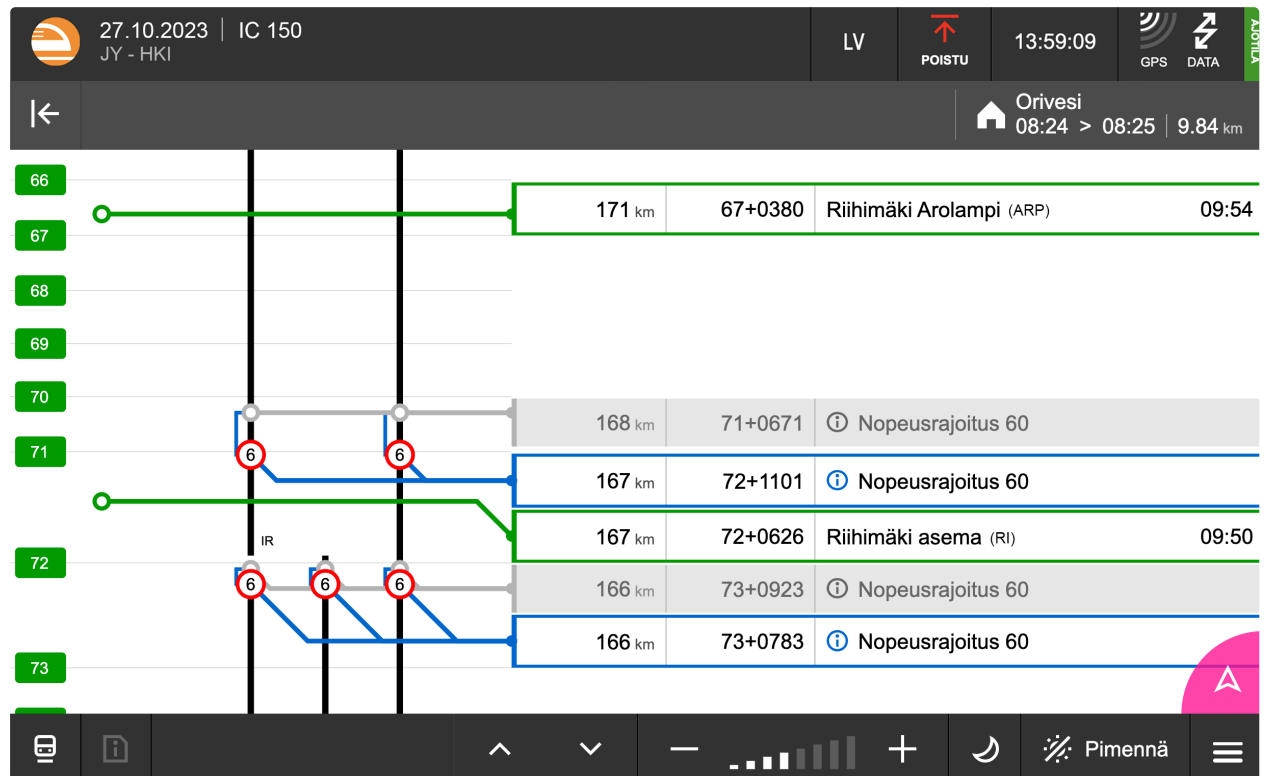 27.10.2023 | IC 150
JY - HKI
LV
POISTU
13:59:09
GPS
DATA
AJOTILA
Orivesi
08:24 > 08:25 | 9.84 km
66
67
68
69
70
71
72
73
171 km 67+0380 Riihimäki Arolampi (ARP) 09:54
168 km 71+0671 Nopeusrajoitus 60
6 6
167 km 72+1101 Nopeusrajoitus 60
167 km 72+0626 Riihimäki asema (RI) 09:50
IR
6 6 6
166 km 73+0923 Nopeusrajoitus 60
166 km 73+0783 Nopeusrajoitus 60
Pimennä